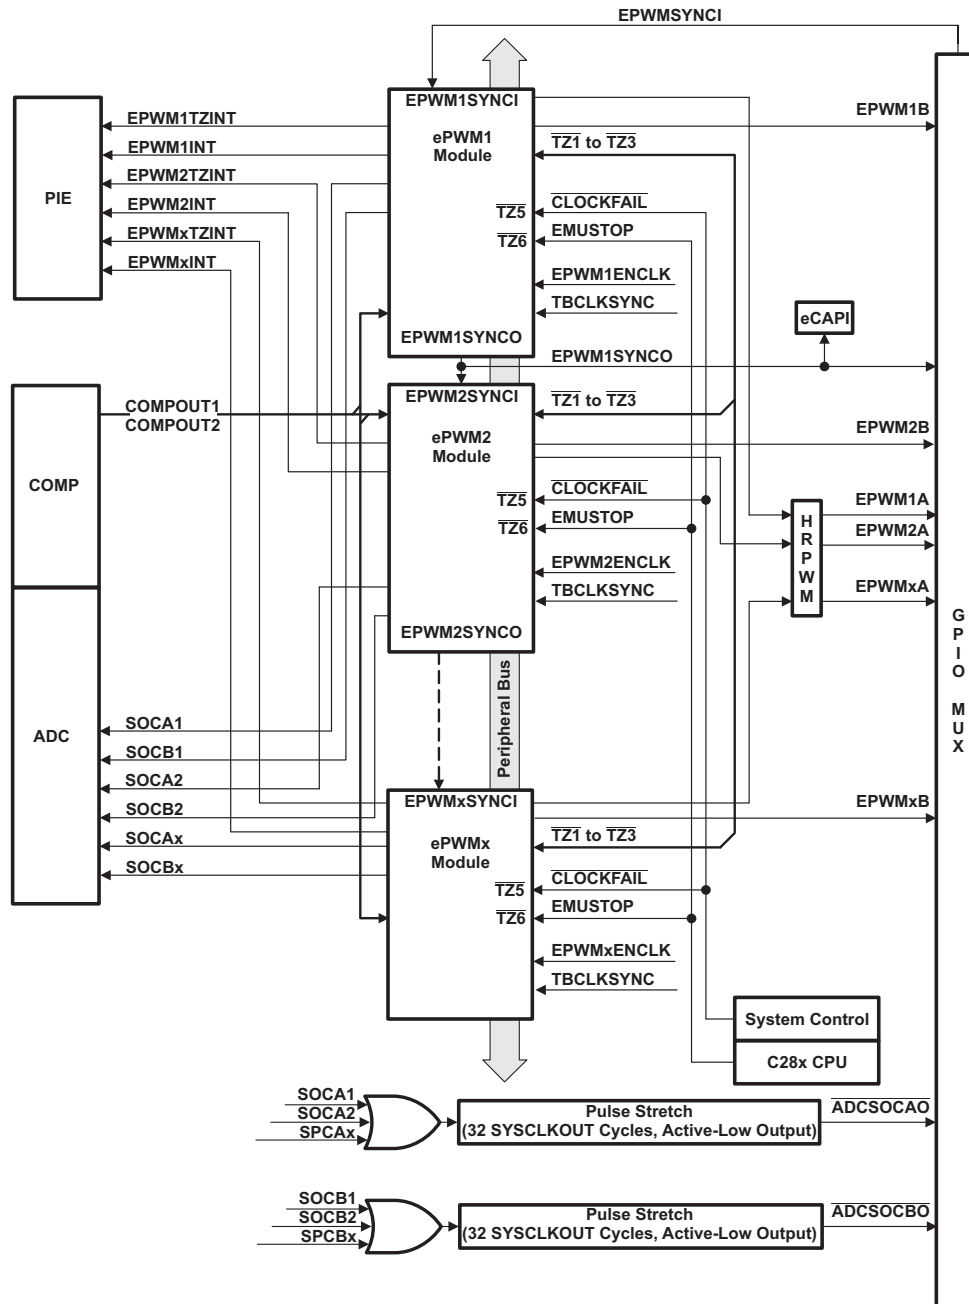 EPWMSYNCI
EPWM1SYNCI
EPWM1B
EPWM1TZINT
ePWM1
Module
TZ1 to TZ3
EPWM1INT
EPWM2TZINT
PIE
CLOCKFAIL
TZ5
EPWM2INT
EMUSTOP
TZ6
EPWMxTZINT
EPWMxINT
EPWM1ENCLK
TBCLKSYNC
eCAPI
EPWM1SYNCO
EPWM1SYNCO
EPWM2SYNCI
TZ1 to TZ3
COMPOUT1
COMPOUT2
EPWM2B
ePWM2
Module
COMP
CLOCKFAIL
TZ5
EPWM1A
EMUSTOP
TZ6
HRPWM
EPWM2A
EPWM2ENCLK
TBCLKSYNC
EPWMxA
EPWM2SYNCO
GPIO MUX
Peripheral Bus
ADC
SOCA1
SOCB1
SOCA2
EPWMxSYNCI
EPWMxB
SOCB2
ePWMx
Module
TZ1 to TZ3
SOCAx
SOCBx
CLOCKFAIL
TZ5
EMUSTOP
TZ6
EPWMxENCLK
TBCLKSYNC
System Control
C28x CPU
SOCA1
SOCA2
SPCAx
Pulse Stretch
(32 SYSCLKOUT Cycles, Active-Low Output)
ADCSOCAO
SOCB1
SOCB2
SPCBx
Pulse Stretch
(32 SYSCLKOUT Cycles, Active-Low Output)
ADCSOCBO